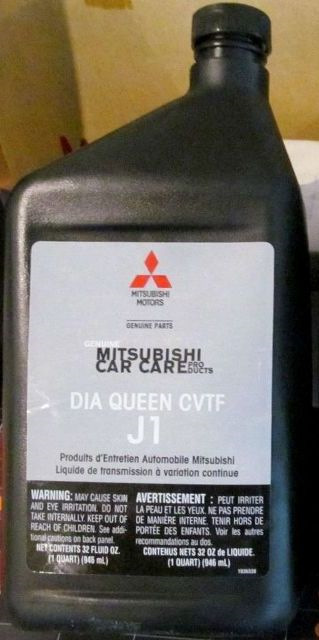 MITSUBISHI
MOTORS
GENUINE PARTS
GENUINE
MITSUBISHI
CAR CARE PRO
DUCTS
DIA QUEEN CVTF
J1
Produits d'Entretien Automobile Mitsubishi
Liquide de transmission à variation continue
WARNING: MAY CAUSE SKIN
AND EYE IRRITATION. DO NOT
TAKE INTERNALLY. KEEP OUT OF
REACH OF CHILDREN. See addi-
tional cautions on back panel.
NET CONTENTS 32 FLUID OZ.
(1 QUART) (946 mL)
AVERTISSEMENT : PEUT IRRITER
LA PEAU ET LES YEUX. NE PAS PRENDRE
DE MANIÈRE INTERNE. TENIR HORS DE
PORTÉE DES ENFANTS. Voir les autres
recommandations au dos.
CONTENUS NETS 32 OZ de LIQUIDE.
(1 QUART) (946 mL)